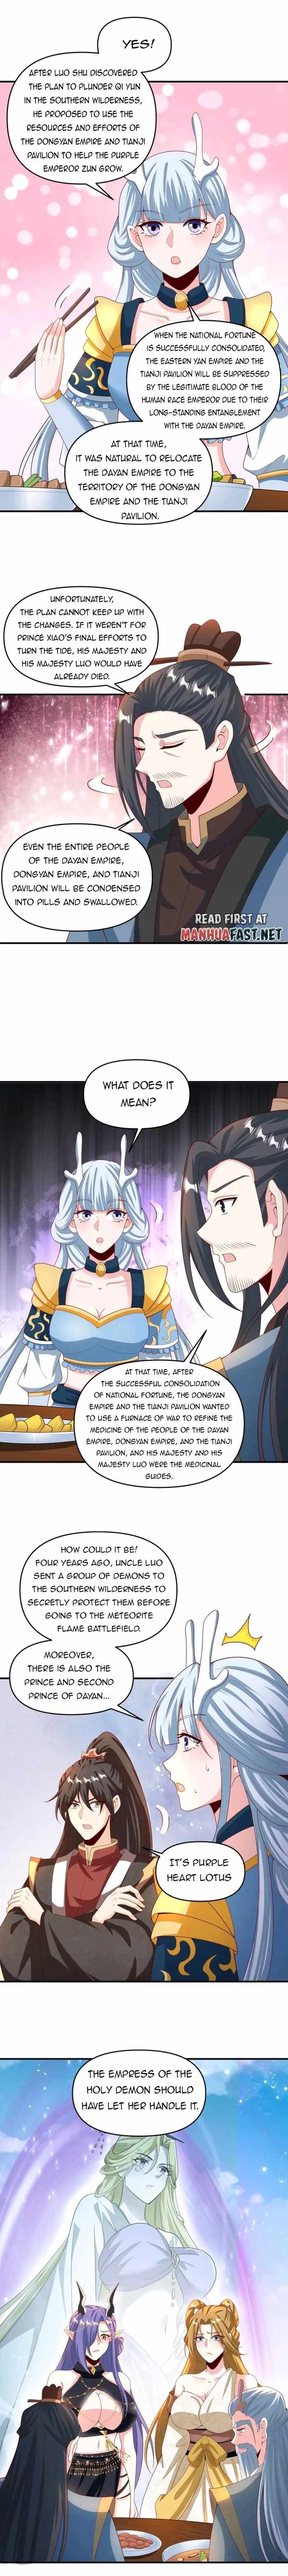 YES!
AFTER LUO SHU DISCOVERED
THE PLAN TO PLUNDER QI YUN
IN THE SOUTHERN WILDERNESS,
HE PROPOSED TO USE THE
RESOURCES AND EFFORTS OF
THE DONGYAN EMPIRE AND TIANJI
PAVILION TO HELP THE PURPLE
EMPEROR ZUN GROW.
WHEN THE NATIONAL FORTUNE
IS SUCCESSFULLY CONSOLIDATED,
THE EASTERN YAN EMPIRE AND THE
TIANJI PAVILION WILL BE SUPPRESSED
BY THE LEGITIMATE BLOOD OF THE
HUMAN RACE EMPEROR DUE TO THEIR
LONG-STANDING ENTANGLEMENT
WITH THE DAYAN EMPIRE.
AT THAT TIME,
IT WAS NATURAL TO RELOCATE
THE DAYAN EMPIRE TO THE
TERRITORY OF THE DONGYAN
EMPIRE AND THE TIANJI
PAVILION.
UNFORTUNATELY,
THE PLAN CANNOT KEEP UP WITH
THE CHANGES. IF IT WEREN'T FOR
PRINCE XIAO'S FINAL EFFORTS TO
TURN THE TIDE, HIS MAJESTY AND
HIS MAJESTY LUO WOULD HAVE
ALREADY DIED.
EVEN THE ENTIRE PEOPLE
OF THE DAYAN EMPIRE,
DONGYAN EMPIRE, AND TIANJI
PAVILION WILL BE CONDENSED
INTO PILLS AND SWALLOWED.
READ FIRST AT
MANHUAFAST.NET
WHAT DOES IT
MEAN?
AT THAT TIME, AFTER
THE SUCCESSFUL CONSOLIDATION
OF NATIONAL FORTUNE, THE DONGYAN
EMPIRE AND THE TIANJI PAVILION WANTED
TO USE A FURNACE OF WAR TO REFINE THE
MEDICINE OF THE PEOPLE OF THE DAYAN
EMPIRE, DONGYAN EMPIRE, AND THE TIANJI
PAVILION, AND HIS MAJESTY AND HIS
MAJESTY LUO WERE THE MEDICINAL
GUIDES.
HOW COULD IT BE!
FOUR YEARS AGO, UNCLE LUO
SENT A GROUP OF DEMONS TO
THE SOUTHERN WILDERNESS TO
SECRETLY PROTECT THEM BEFORE
GOING TO THE METEORITE
FLAME BATTLEFIELD.
MOREOVER,
THERE IS ALSO THE
PRINCE AND SECOND
PRINCE OF DAYAN...
IT'S PURPLE
HEART LOTUS
THE EMPRESS OF THE
HOLY DEMON SHOULD
HAVE LET HER HANDLE IT.